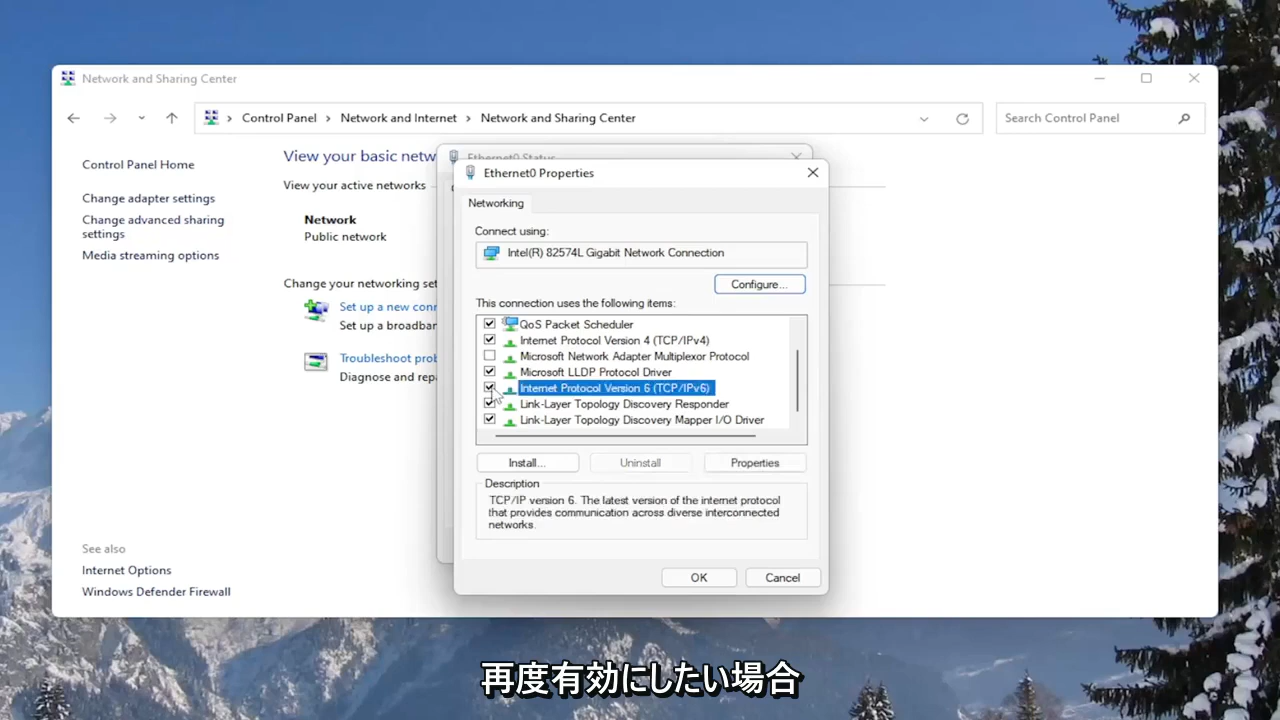 Network and Sharing Center
Control Panel
Network and Internet
Network and Sharing Center
Search Control Panel
Control Panel Home
Change adapter settings
Change advanced sharing
settings
Media streaming options
See also
Internet Options
Windows Defender Firewall
View your basic netw
View your active networks
Network
Public network
Change your networking set
Set up a new conn
Set up a broadban
Troubleshoot prob
Diagnose and repa
Ethernet0 Status
Ethernet0 Properties
Networking
Connect using:
Intel(R) 82574L Gigabit Network Connection
Configure...
This connection uses the following items:
QoS Packet Scheduler
Internet Protocol Version 4 (TCP/IPv4)
Microsoft Network Adapter Multiplexor Protocol
Microsoft LLDP Protocol Driver
Internet Protocol Version 6 (TCP/IPv6)
Link-Layer Topology Discovery Responder
Link-Layer Topology Discovery Mapper I/O Driver
Install...
Uninstall
Properties
Description
TCP/IP version 6. The latest version of the internet protocol
that provides communication across diverse interconnected
networks.
OK
Cancel
再度有効にしたい場合